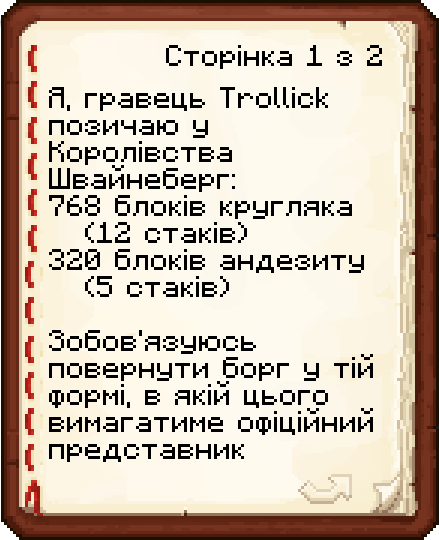 Сторінка 1 з 2
Я, гравець Trollick
позичаю у
Королівства
Швайнеберг:
768 блоків кругляка
(12 стаків)
320 блоків андезиту
(5 стаків)
Зобов'язуюсь
повернути борг у тій
формі, в якій цього
вимагатиме офіційний
представник